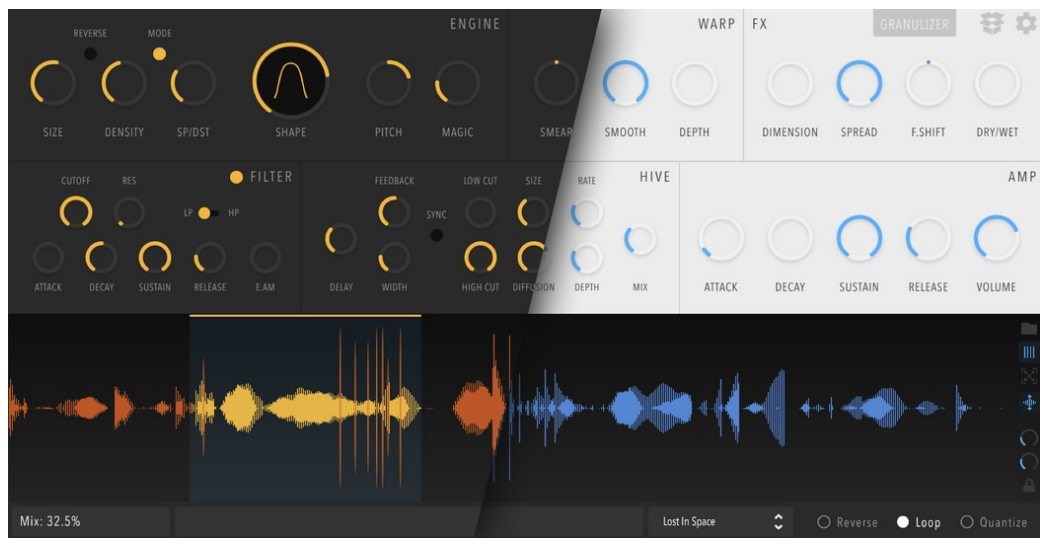 ENGINE
WARP
FX
GRANULIZER
REVERSE
MODE
SIZE
DENSITY
SP/DST
SHAPE
PITCH
MAGIC
SMEAR
SMOOTH
DEPTH
DIMENSION
SPREAD
F.SHIFT
DRY/WET
FILTER
HIVE
AMP
CUTOFF
RES
LP
HP
ATTACK
DECAY
SUSTAIN
RELEASE
E.AM
FEEDBACK
LOW CUT
SIZE
RATE
SYNC
DELAY
WIDTH
HIGH CUT
DIFFUSION
DEPTH
MIX
ATTACK
DECAY
SUSTAIN
RELEASE
VOLUME
Mix: 32.5%
Lost In Space
Reverse
Loop
Quantize